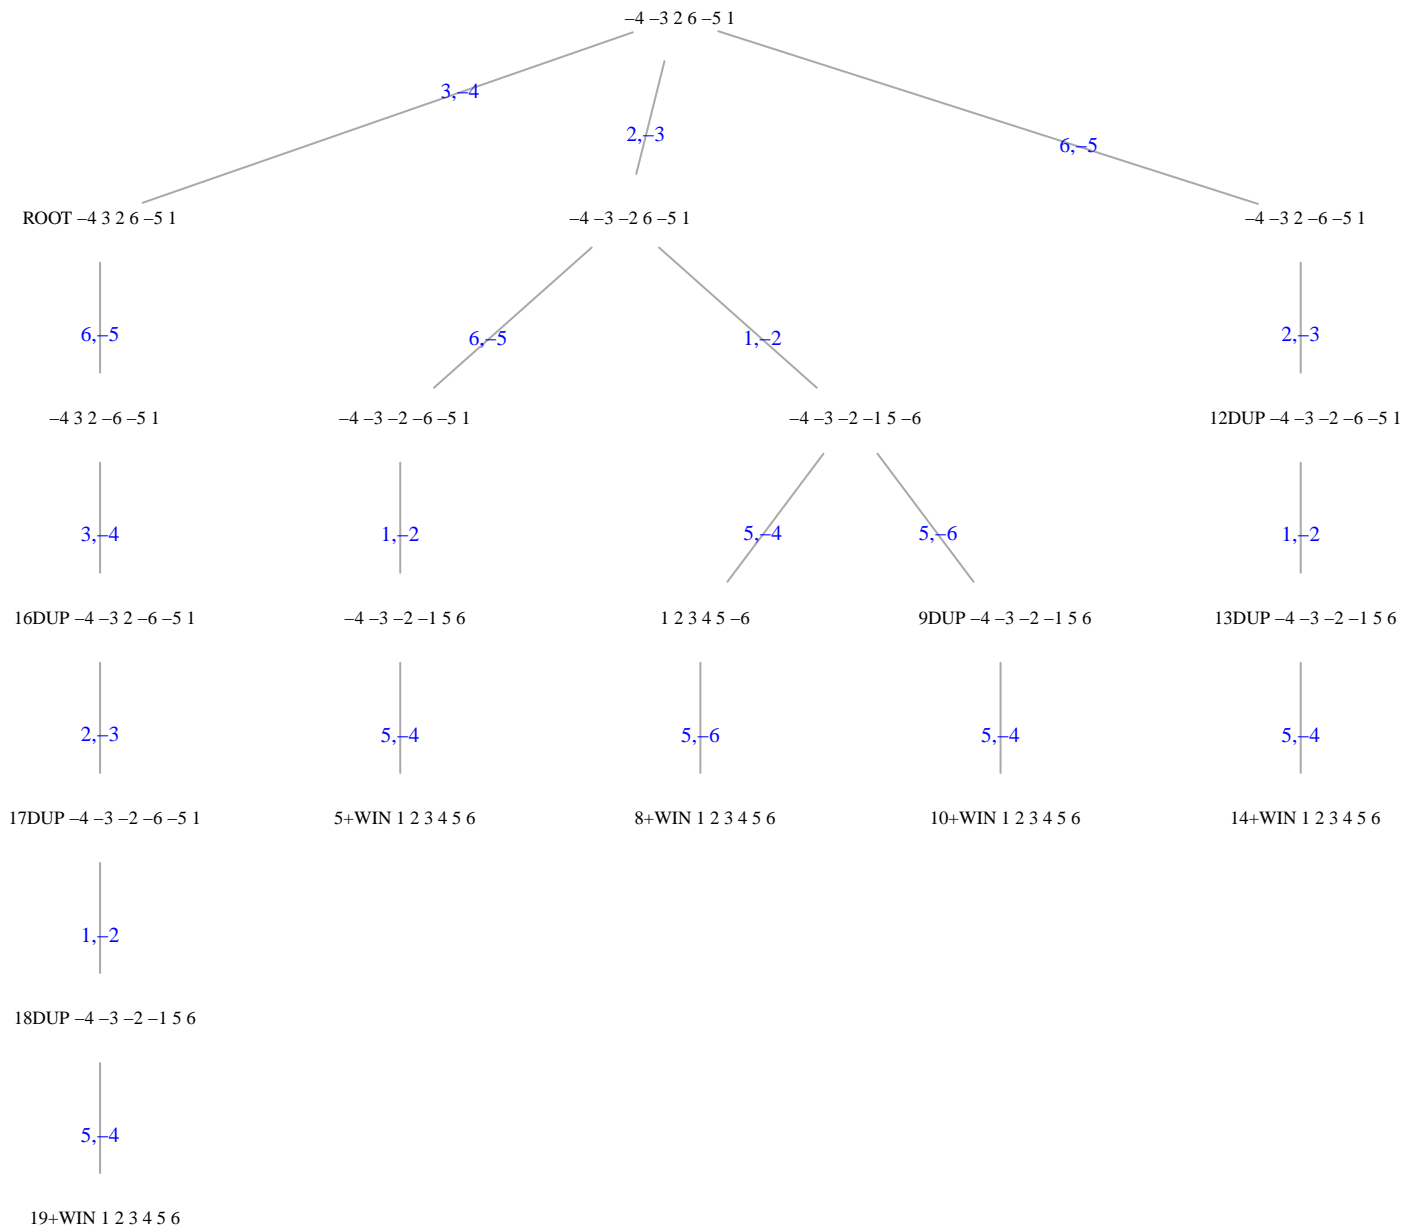 –4 –3 2 6 –5 1
3,–4
2,–3
6,–5
ROOT –4 3 2 6 –5 1
–4 –3 –2 6 –5 1
–4 –3 2 –6 –5 1
6,–5
6,–5
1,–2
2,–3
–4 3 2 –6 –5 1
–4 –3 –2 –6 –5 1
–4 –3 –2 –1 5 –6
12DUP –4 –3 –2 –6 –5 1
3,–4
1,–2
5,–4
5,–6
1,–2
16DUP –4 –3 2 –6 –5 1
–4 –3 –2 –1 5 6
1 2 3 4 5 –6
9DUP –4 –3 –2 –1 5 6
13DUP –4 –3 –2 –1 5 6
2,–3
5,–4
5,–6
5,–4
5,–4
17DUP –4 –3 –2 –6 –5 1
5+WIN 1 2 3 4 5 6
8+WIN 1 2 3 4 5 6
10+WIN 1 2 3 4 5 6
14+WIN 1 2 3 4 5 6
1,–2
18DUP –4 –3 –2 –1 5 6
5,–4
19+WIN 1 2 3 4 5 6